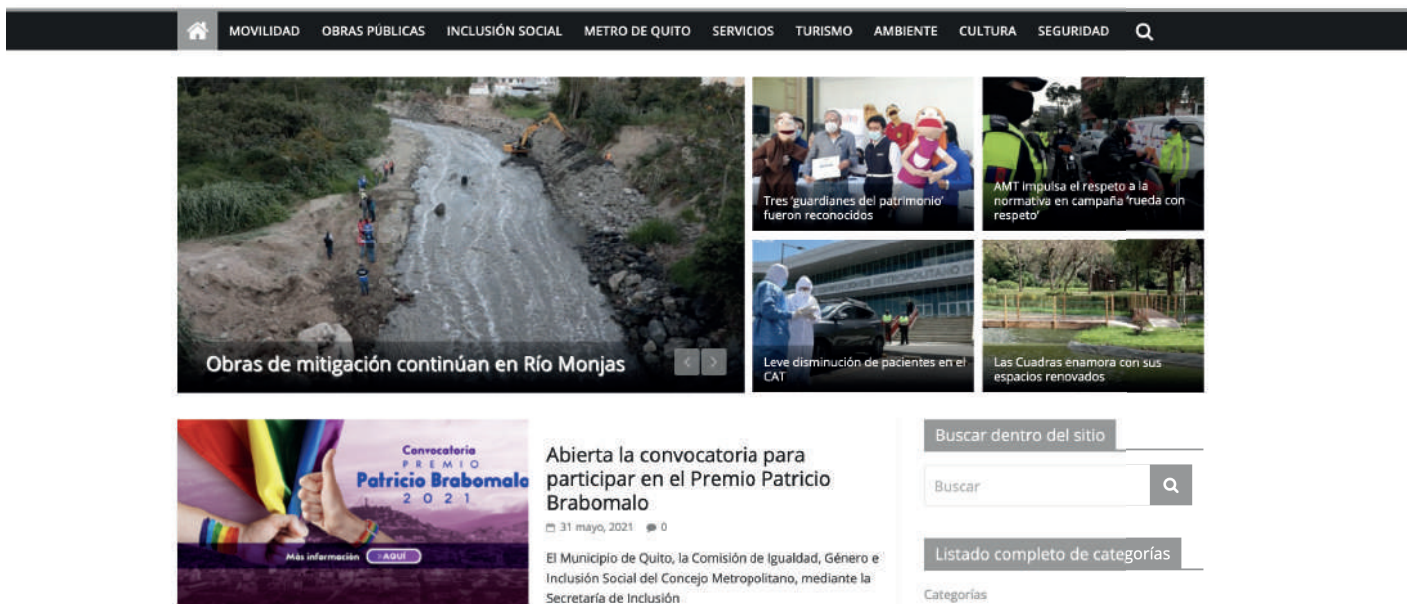 MOVILIDAD OBRAS PÚBLICAS INCLUSIÓN SOCIAL METRO DE QUITO SERVICIOS TURISMO AMBIENTE CULTURA SEGURIDAD
Obras de mitigación continúan en Río Monjas
Tres 'guardianes del patrimonio'
fueron reconocidos
AMT impulsa el respeto a la
normativa en campaña 'rueda con
respeto'
Leve disminución de pacientes en el
CAT
Las Cuadras enamora con sus
espacios renovados
Convocatoria
PREMIO
Patricio Brabomalo
2021
Más información AQUÍ
Abierta la convocatoria para
participar en el Premio Patricio
Brabomalo
31 mayo, 2021 0
El Municipio de Quito, la Comisión de Igualdad, Género e
Inclusión Social del Concejo Metropolitano, mediante la
Secretaría de Inclusión
Buscar dentro del sitio
Buscar
Listado completo de categorías
Categorías